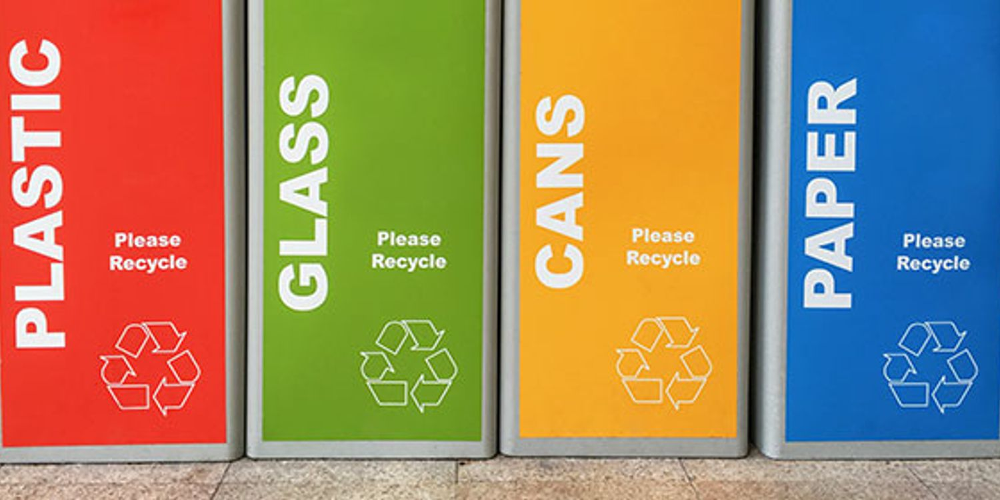 PLASTIC
Please
Recycle
GLASS
Please
Recycle
CANS
Please
Recycle
PAPER
Please
Recycle